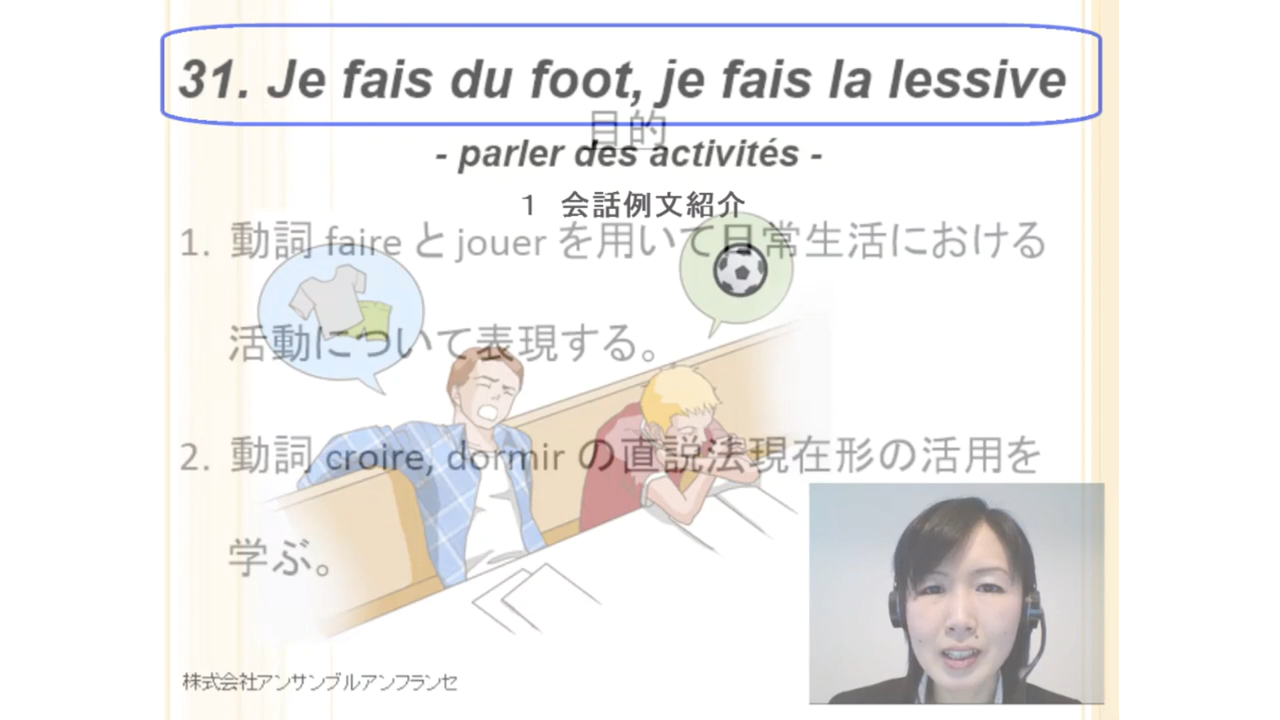 31. Je fais du foot, je fais la lessive
目的
- parler des activités -
1 会話例文紹介
1. 動詞 faire と jouer を用いて日常生活における
活動について表現する。
2. 動詞 croire, dormir の直説法現在形の活用を
学ぶ。
株式会社アンサンブルアンフランセ